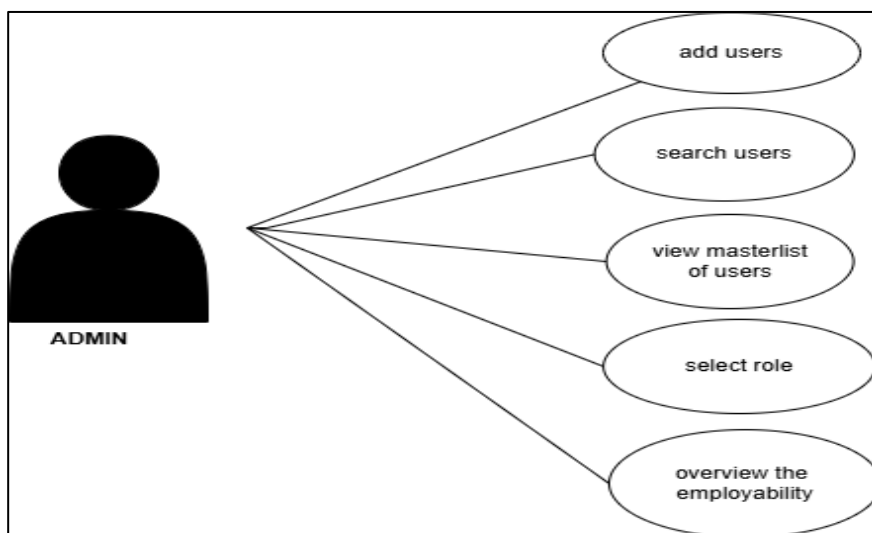 add users
search users
view masterlist
of users
ADMIN
select role
overview the
employability